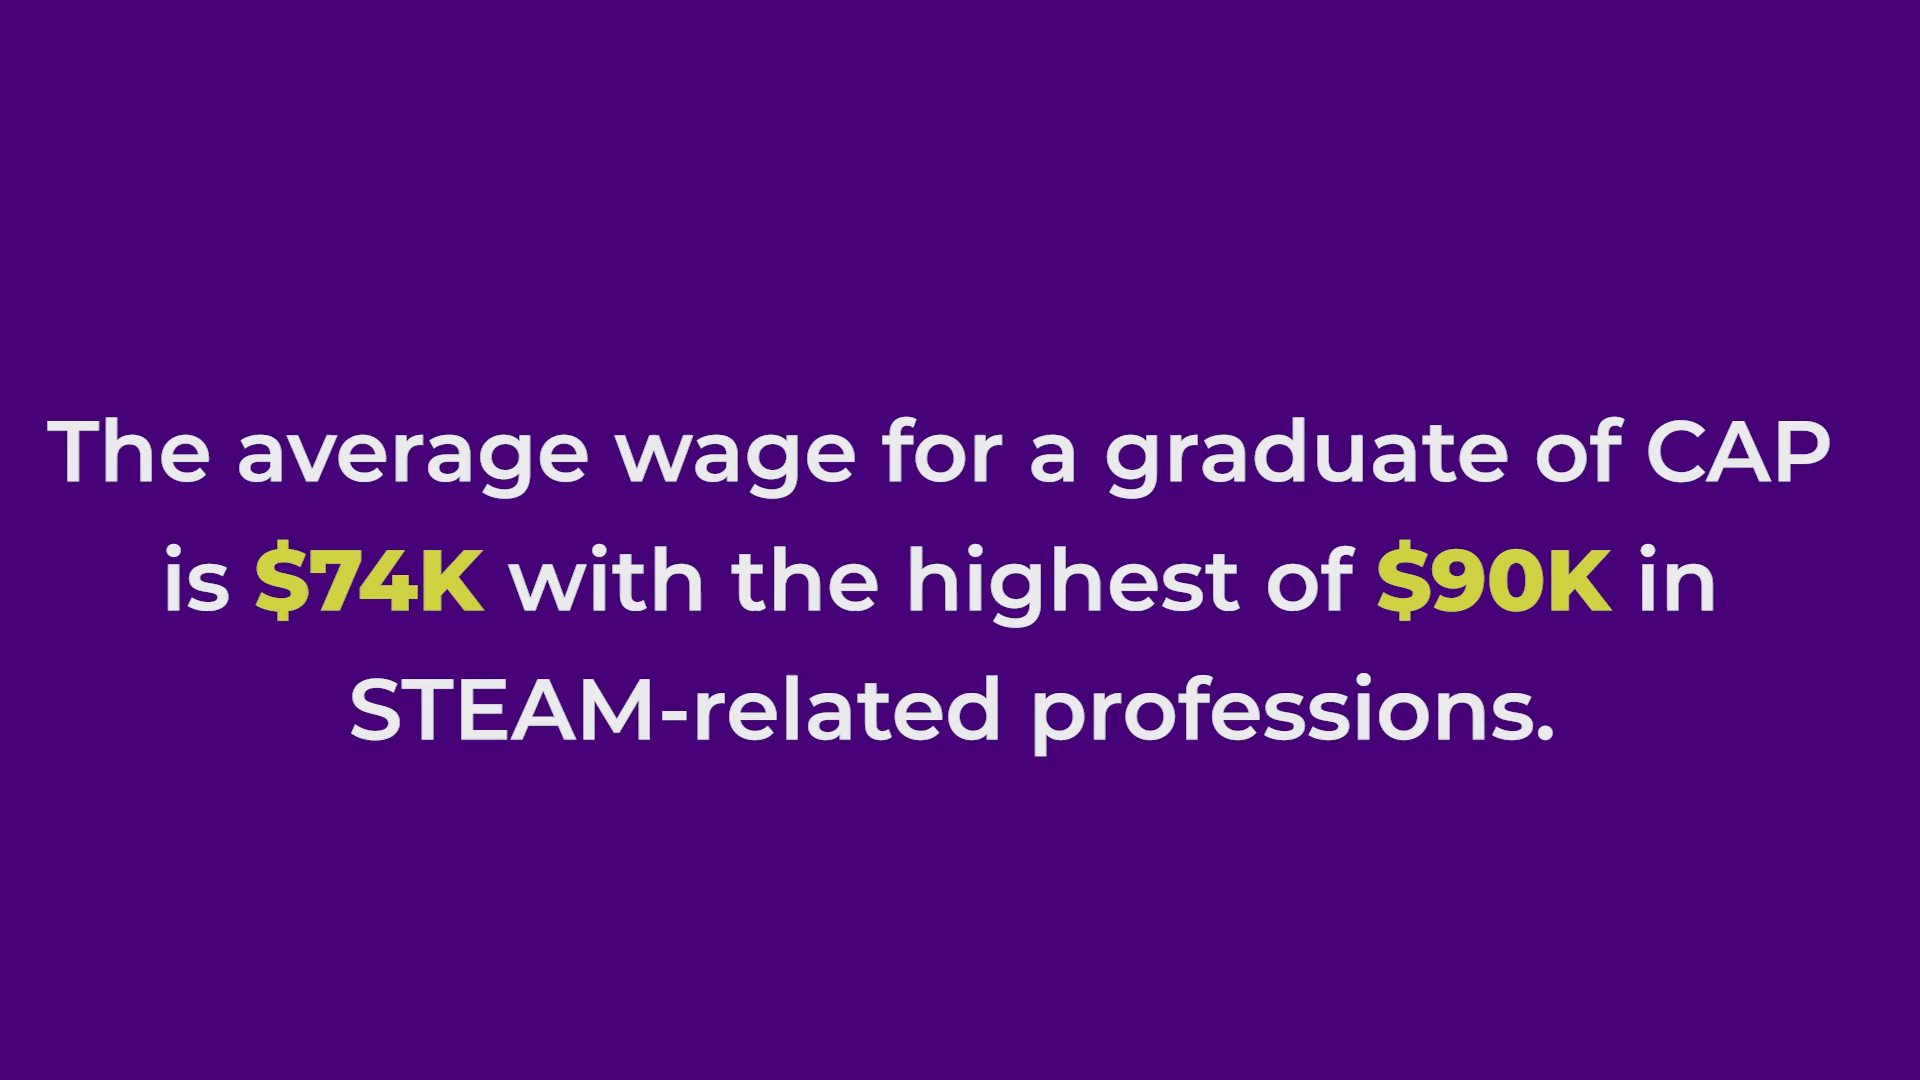 The average wage for a graduate of CAP
is $74K with the highest of $90K in
STEAM-related professions.